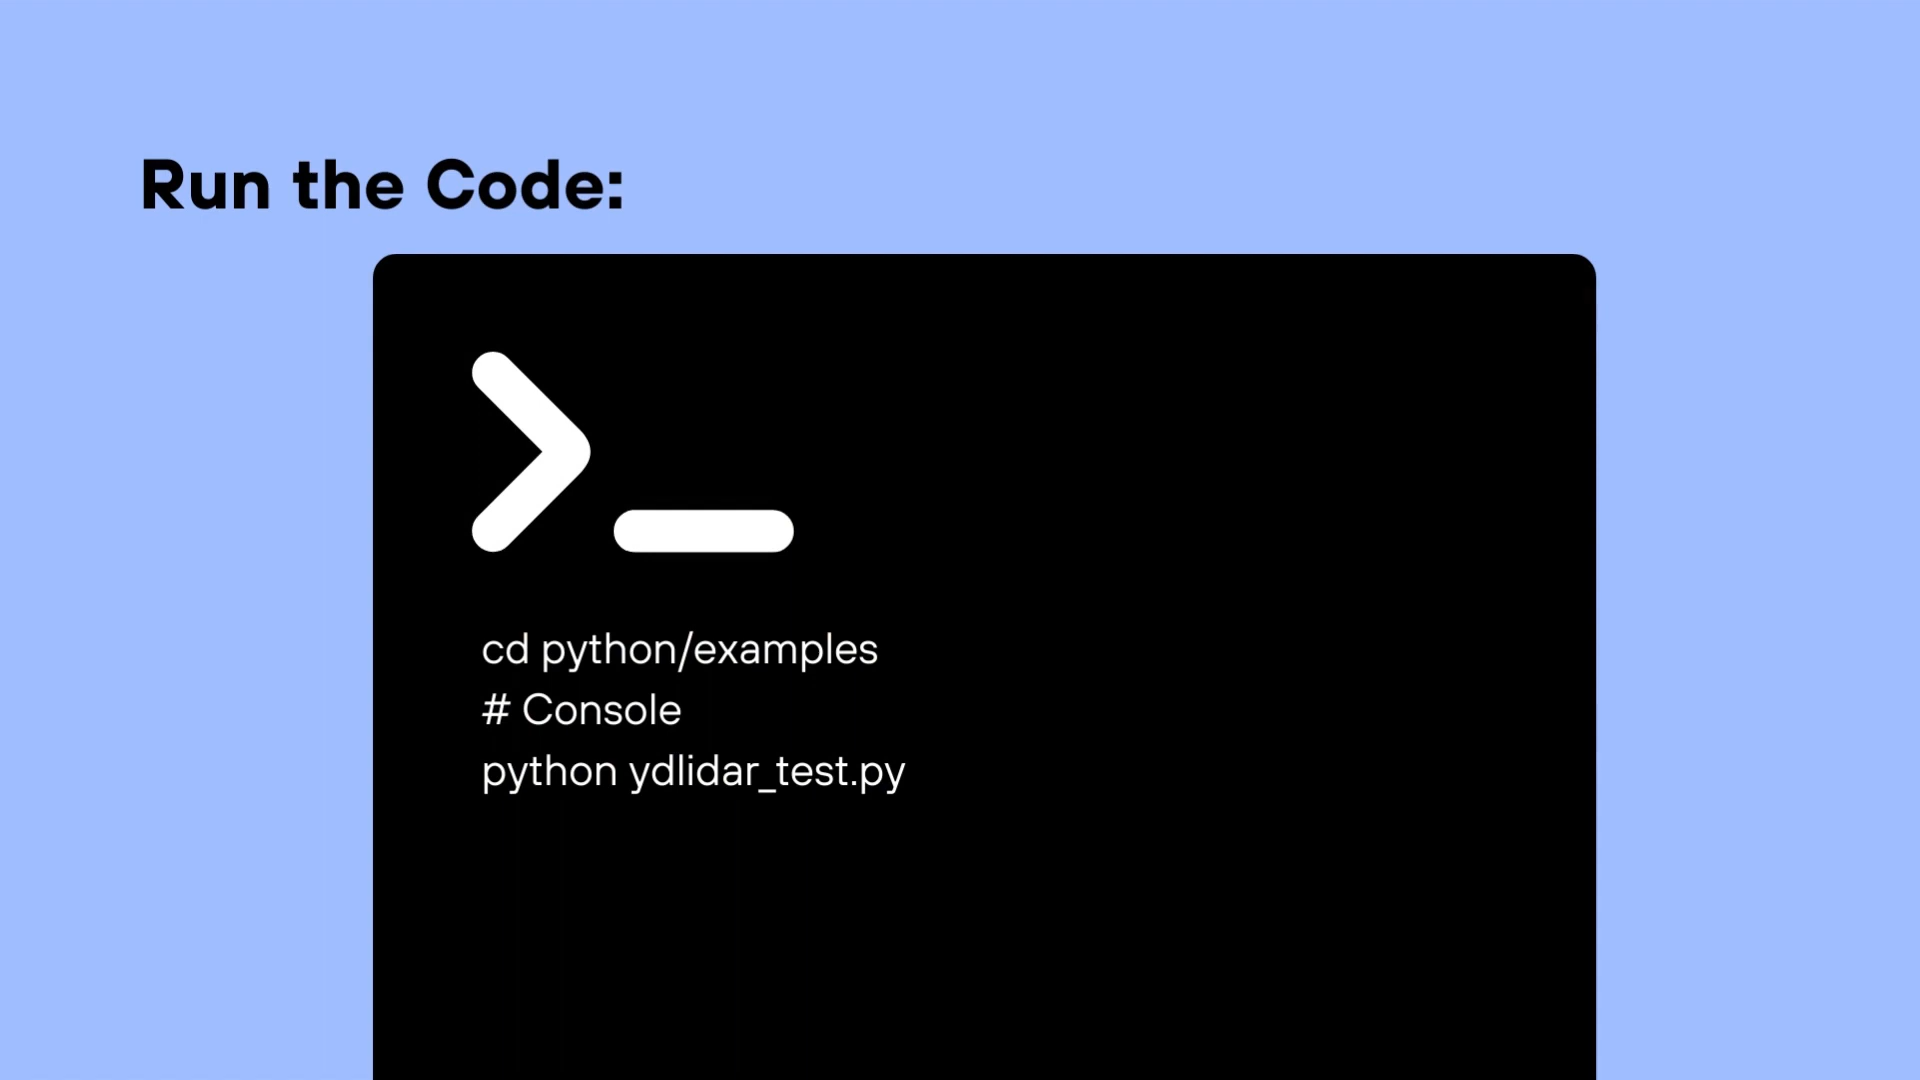 Run the Code:
cd python/examples
# Console
python ydlidar_test.py